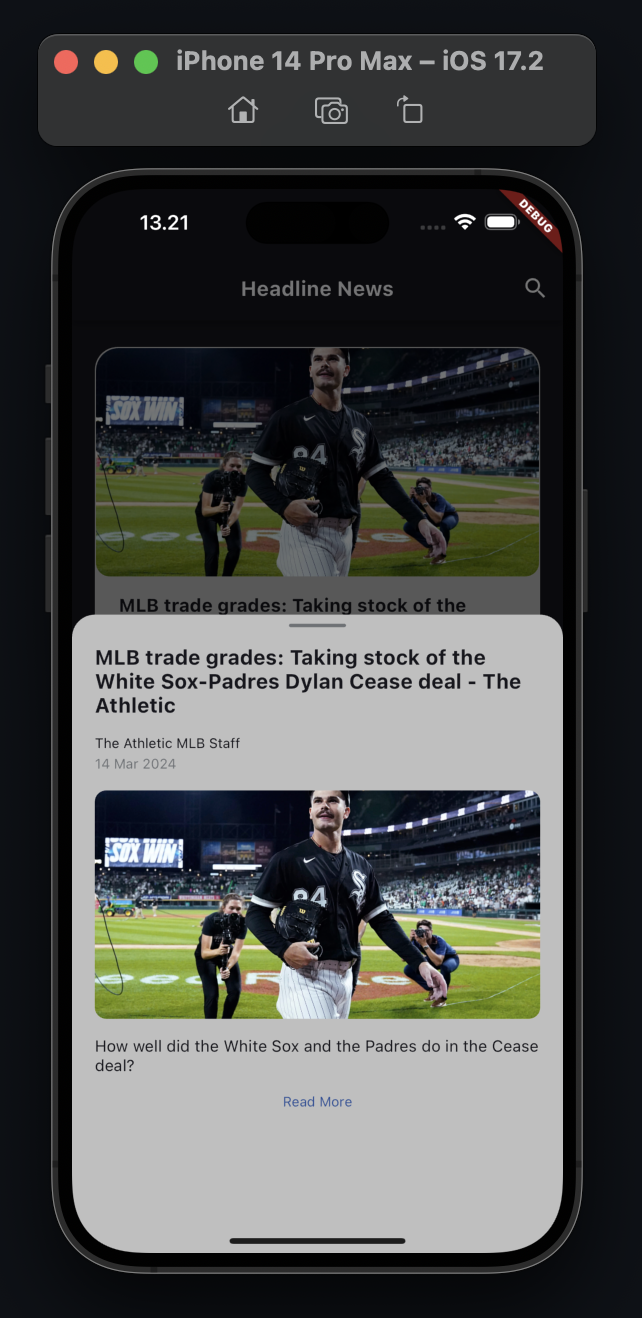 iPhone 14 Pro Max – iOS 17.2
13.21
DEBUG
Headline News
SOX WIN
84
MLB trade grades: Taking stock of the
MLB trade grades: Taking stock of the
White Sox-Padres Dylan Cease deal - The
Athletic
The Athletic MLB Staff
14 Mar 2024
SOX WIN
84
How well did the White Sox and the Padres do in the Cease
deal?
Read More